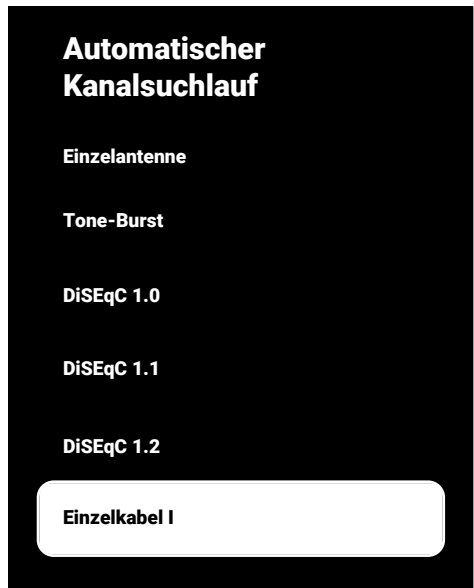 Automatischer
Kanalsuchlauf
Einzelantenne
Tone-Burst
DiSEqC 1.0
DiSEqC 1.1
DiSEqC 1.2
Einzelkabel I